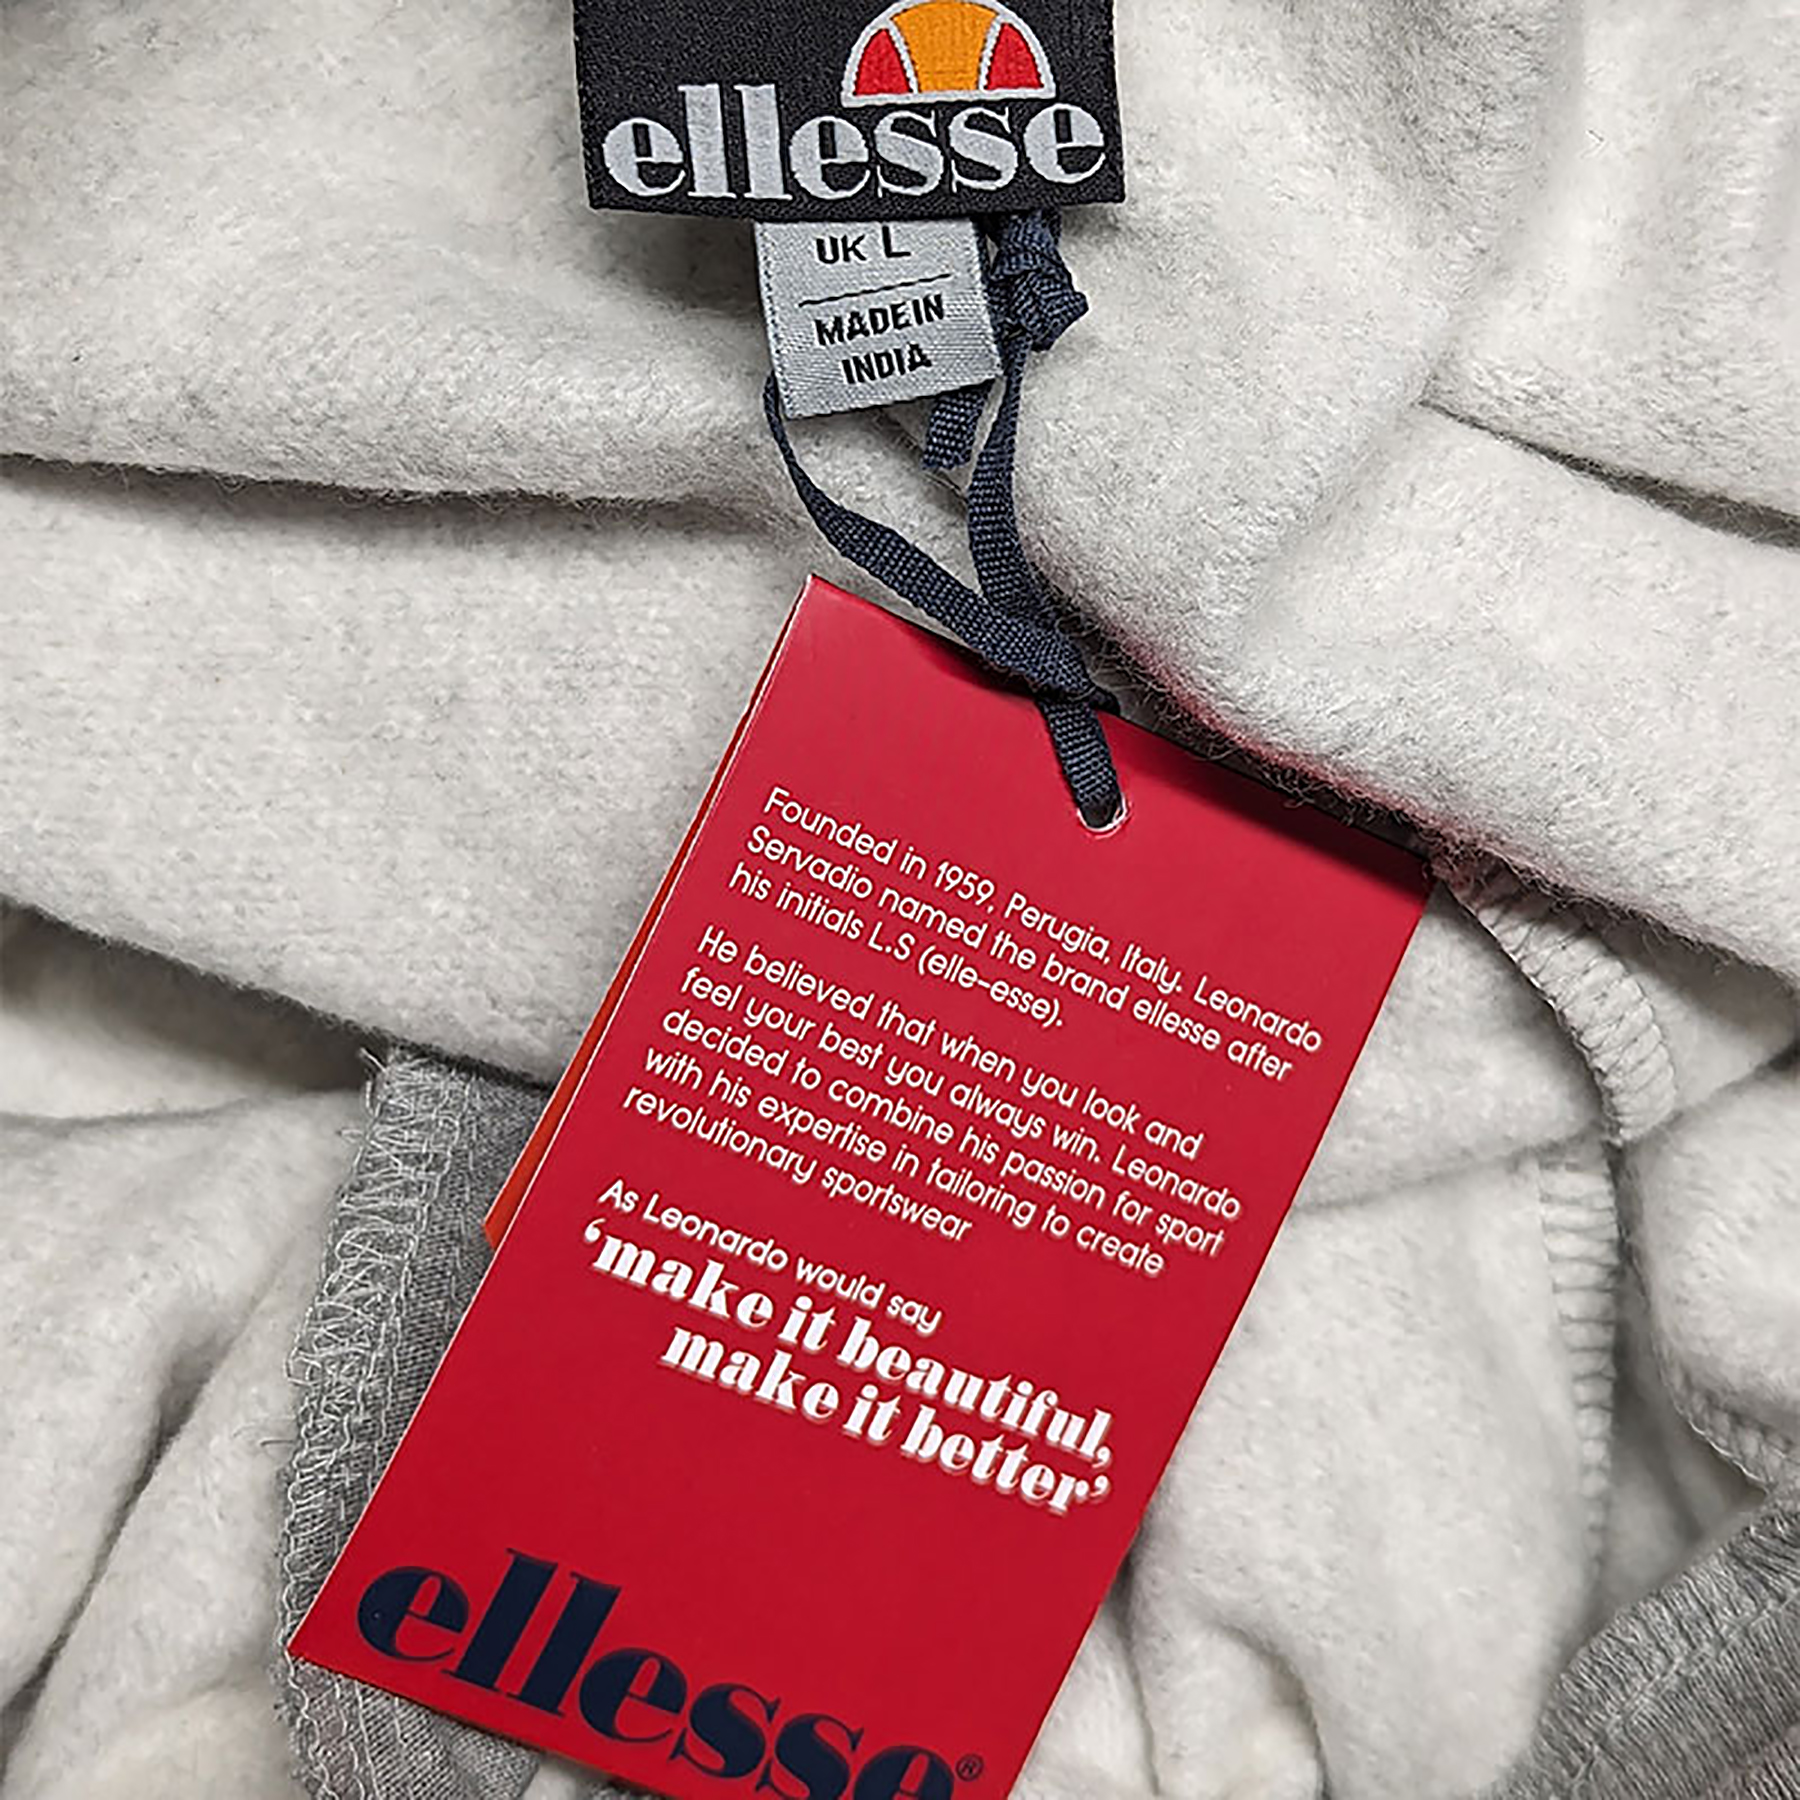 ellesse
UK L
MADE IN
INDIA
Founded in 1959, Perugia, Italy. Leonardo
Servadio named the brand ellesse after
his initials L.S (elle-esse).
He believed that when you look and
feel your best you always win. Leonardo
decided to combine his passion for sport
with his expertise in tailoring to create
revolutionary sportswear
As Leonardo would say
‘make it beautiful,
make it better’
ellesse®